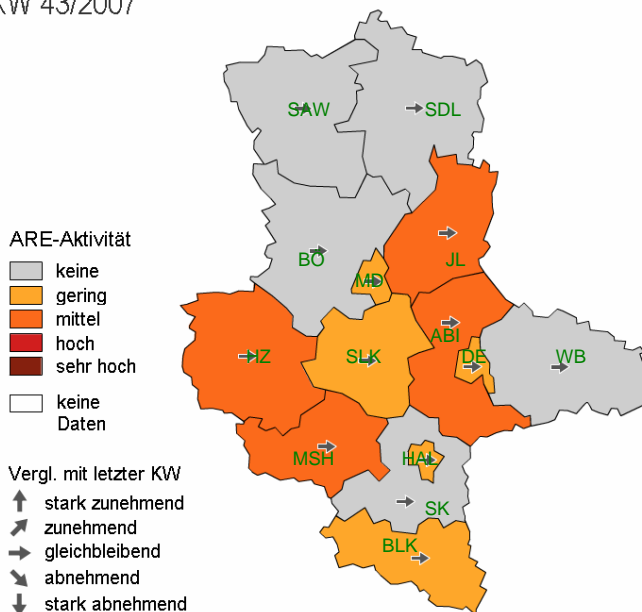 KW 43/2007
SAW
SDL
BO
MD
JL
ABI
HZ
SLK
DE
WB
MSH
HAL
SK
BLK
ARE-Aktivität
keine
gering
mittel
hoch
sehr hoch
keine
Daten
Vergl. mit letzter KW
stark zunehmend
zunehmend
gleichbleibend
abnehmend
stark abnehmend